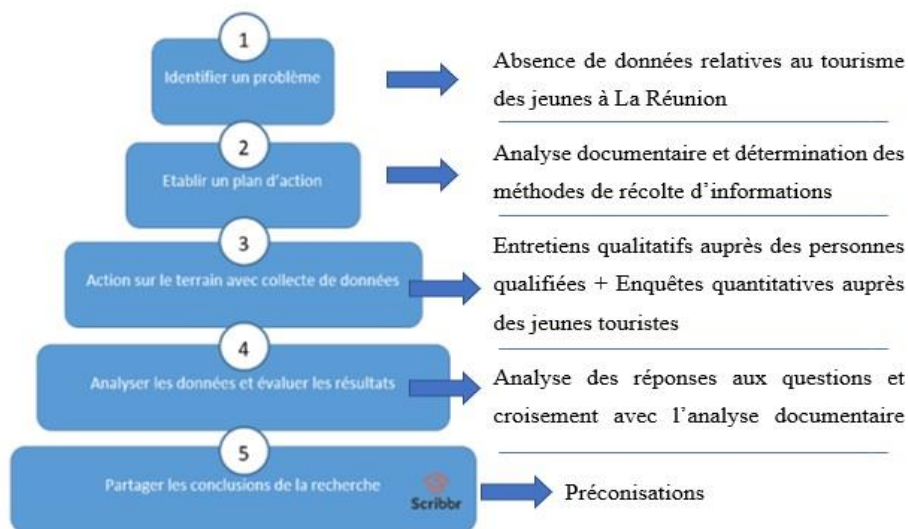 1
Identifier un problème
Absence de données relatives au tourisme
des jeunes à La Réunion
2
Etablir un plan d'action
Analyse documentaire et détermination des
méthodes de récolte d'informations
3
Action sur le terrain avec collecte de données
Entretiens qualitatifs auprès des personnes
qualifiées + Enquêtes quantitatives auprès
des jeunes touristes
4
Analyser les données et évaluer les résultats
Analyse des réponses aux questions et
croisement avec l'analyse documentaire
5
Partager les conclusions de la recherche
Scribbr
Préconisations